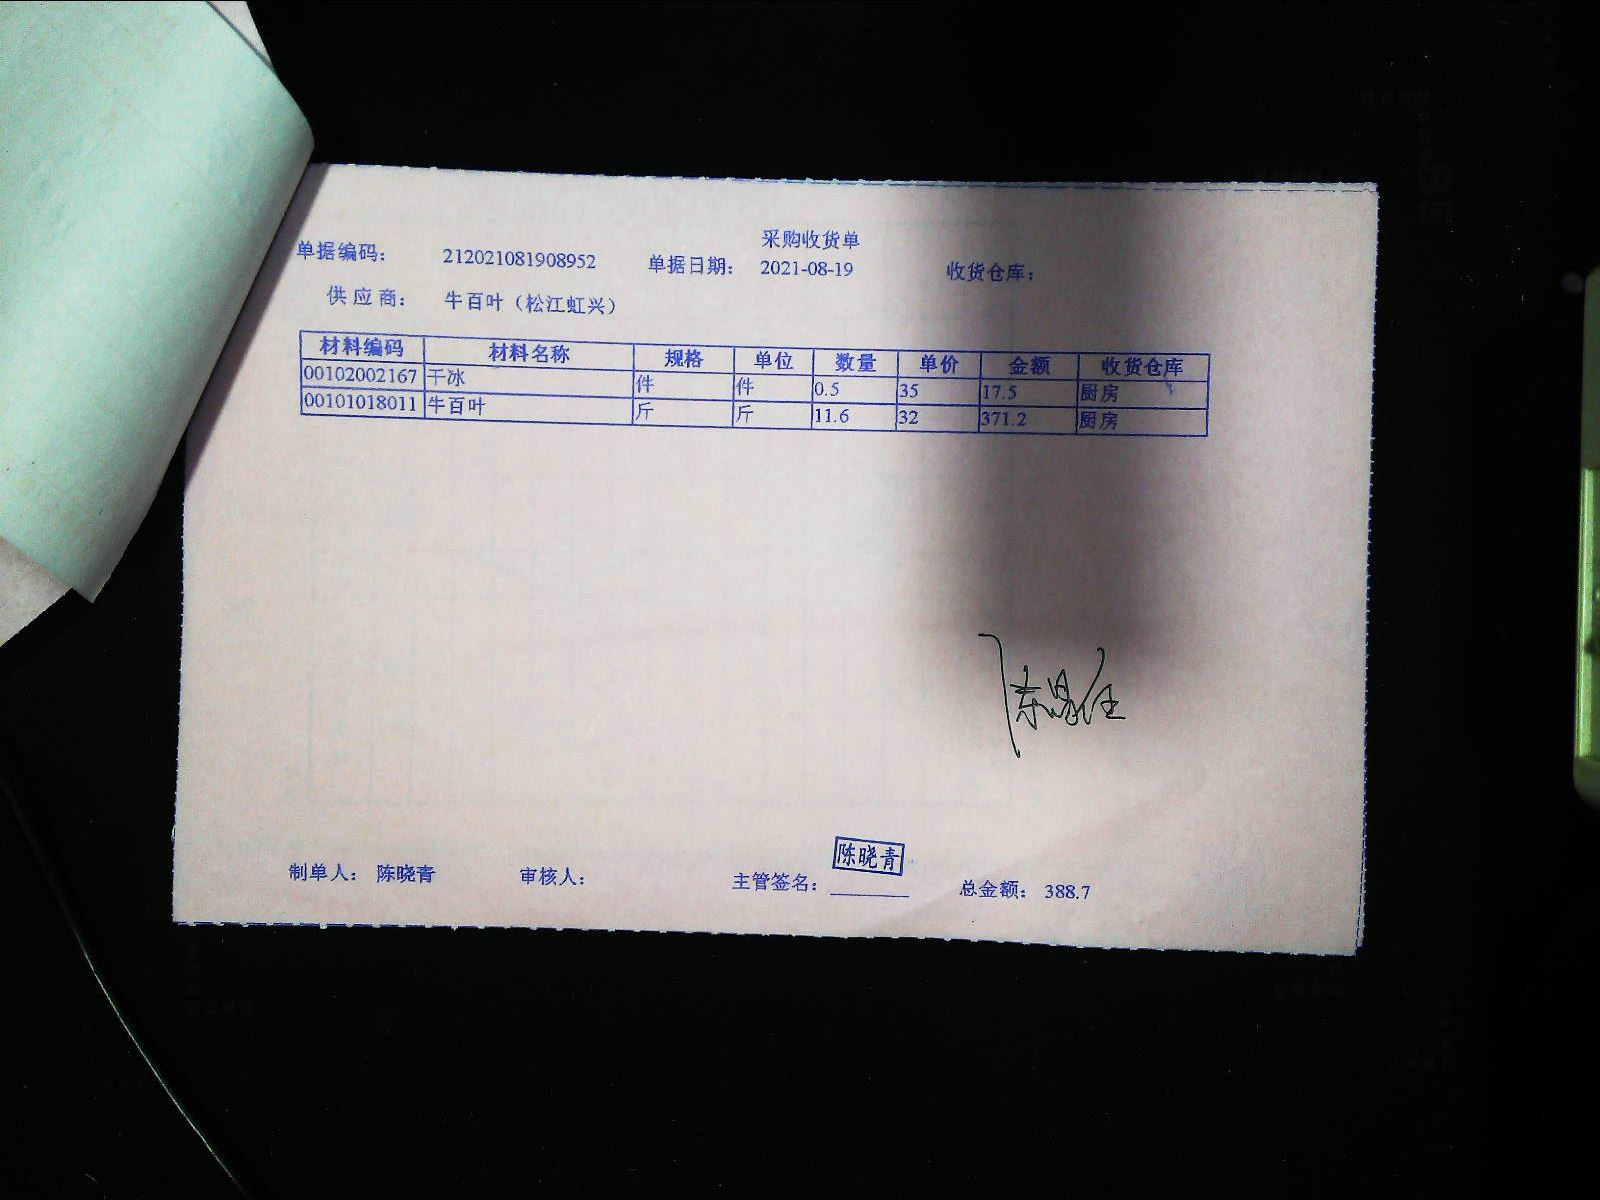 采购收货单
单据编码： 212021081908952 单据日期： 2021-08-19 收货仓库：
供应商： 牛百叶（松江虹兴）
材料编码 材料名称 规格 单位 数量 单价 金额 收货仓库
00102002167 干冰 件 件 0.5 35 17.5 厨房
00101018011 牛百叶 斤 斤 11.6 32 371.2 厨房
陈晓青
制单人： 陈晓青 审核人： 主管签名： 总金额： 388.7